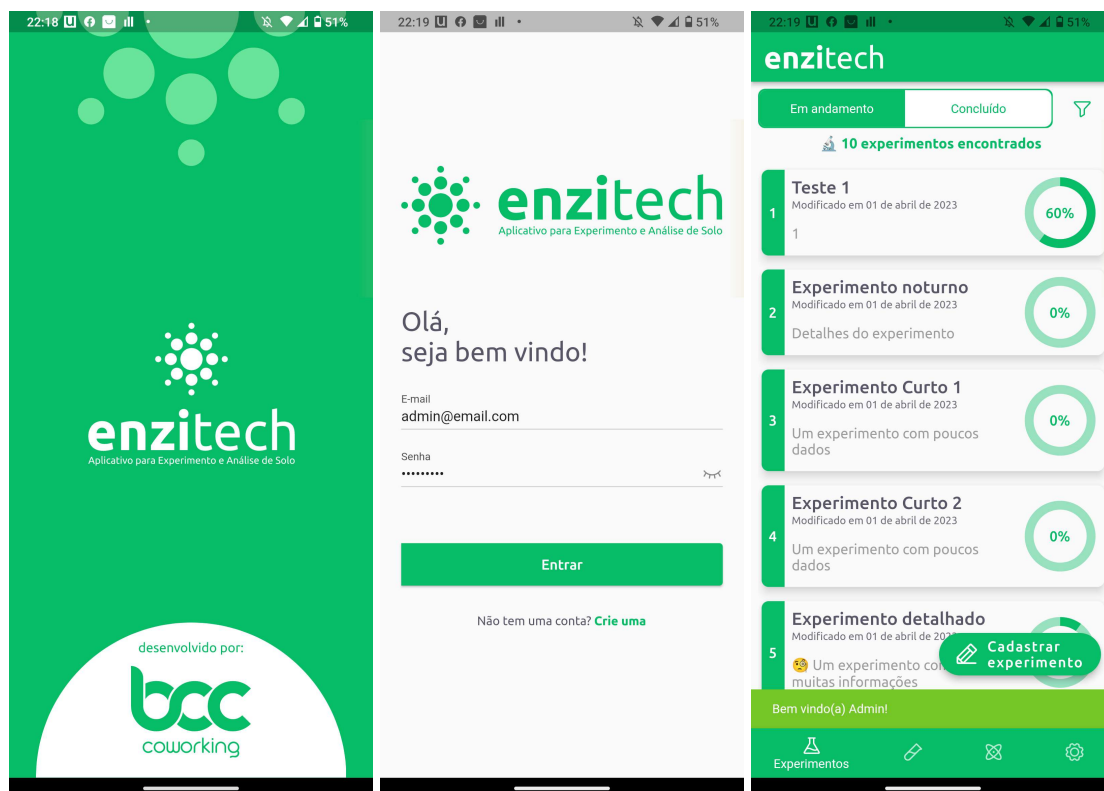 22:18
51%
enzitech
Aplicativo para Experimento e Análise de Solo
desenvolvido por:
bcc
coworking
22:19
51%
enzitech
Aplicativo para Experimento e Análise de Solo
Olá,
seja bem vindo!
E-mail
admin@email.com
Senha
•••••••••
Entrar
Não tem uma conta? Crie uma
22:19
51%
enzitech
Em andamento
Concluído
🔬 10 experimentos encontrados
1
Teste 1
Modificado em 01 de abril de 2023
1
60%
2
Experimento noturno
Modificado em 01 de abril de 2023
Detalhes do experimento
0%
3
Experimento Curto 1
Modificado em 01 de abril de 2023
Um experimento com poucos
dados
0%
4
Experimento Curto 2
Modificado em 01 de abril de 2023
Um experimento com poucos
dados
0%
5
Experimento detalhado
Modificado em 01 de abril de
🧐 Um experimento
muitas informações
Cadastrar
experimento
Bem vindo(a) Admin!
Experimentos